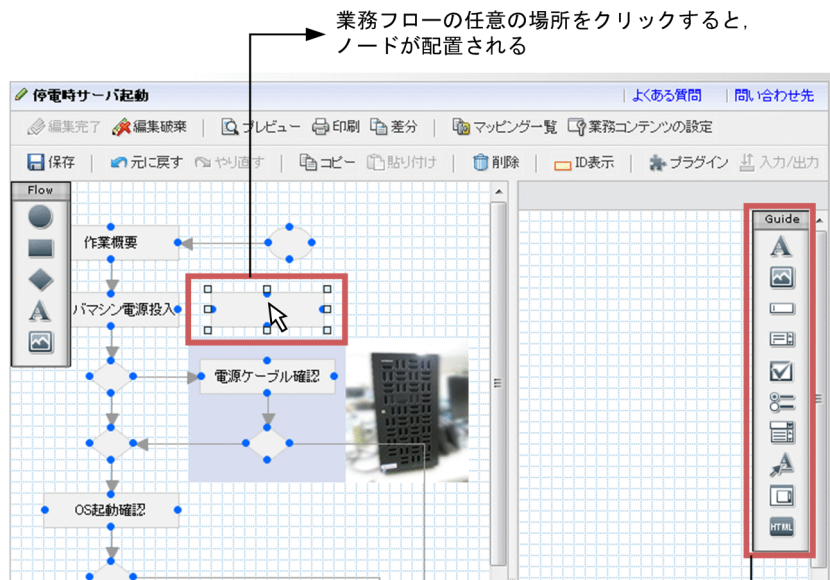 業務フローの任意の場所をクリックすると,
ノードが配置される
停電時サーバ起動
よくある質問
問い合わせ先
編集完了 編集破棄 プレビュー 印刷 差分 マッピング一覧 業務コンテンツの設定
保存 元に戻す やり直す コピー 貼り付け 削除 ID表示 プラグイン 入力/出力
Flow
Guide
作業概要
バマシン電源投入
電源ケーブル確認
OS起動確認
A
A
A
HTML